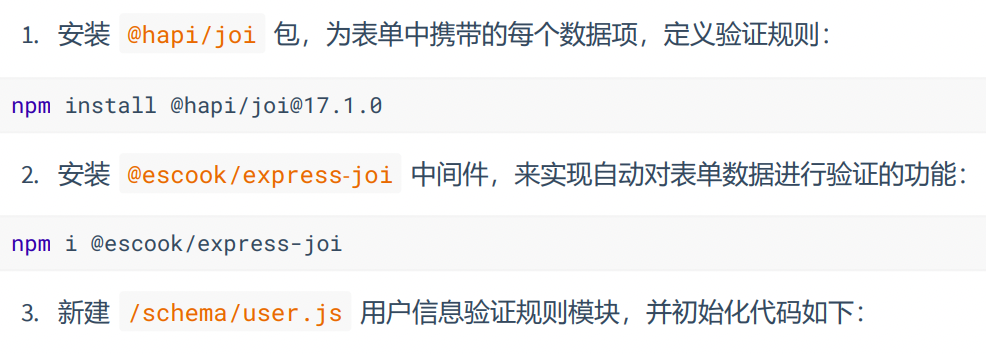 1. 安装 @hapi/joi 包，为表单中携带的每个数据项，定义验证规则：
npm install @hapi/joi@17.1.0
2. 安装 @escook/express-joi 中间件，来实现自动对表单数据进行验证的功能：
npm i @escook/express-joi
3. 新建 /schema/user.js 用户信息验证规则模块，并初始化代码如下：